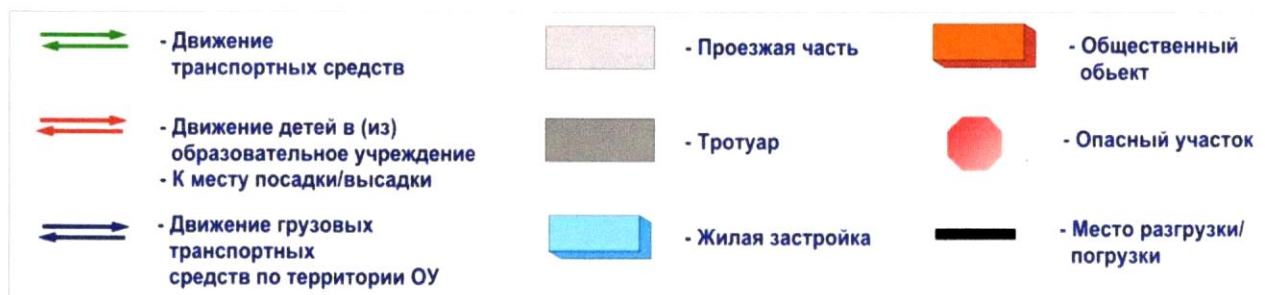 - Движение
транспортных средств
- Движение детей в (из)
образовательное учреждение
- К месту посадки/высадки
- Движение грузовых
транспортных
средств по территории ОУ
- Проезжая часть
- Тротуар
- Жилая застройка
- Общественный
обьект
- Опасный участок
- Место разгрузки/
погрузки